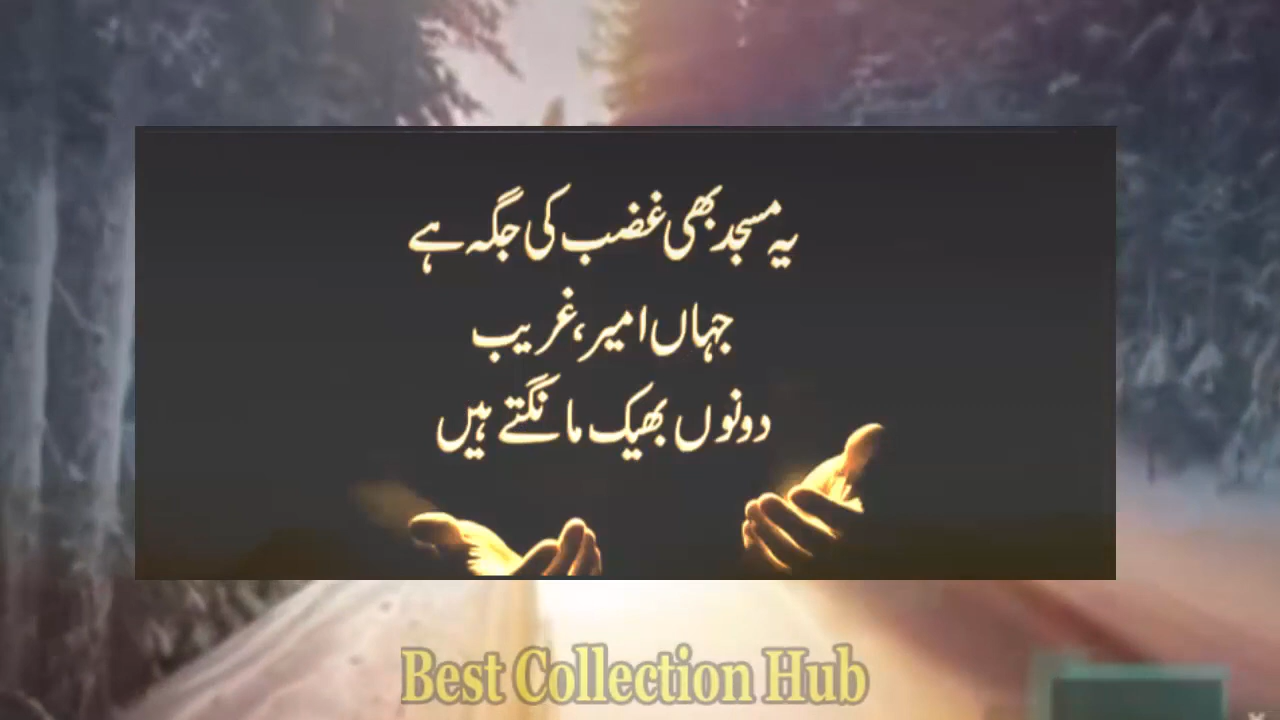 یہ مسجد بھی غضب کی جگہ ہے
جہاں امیر، غریب
دونوں بھیک مانگتے ہیں
Best Collection Hub